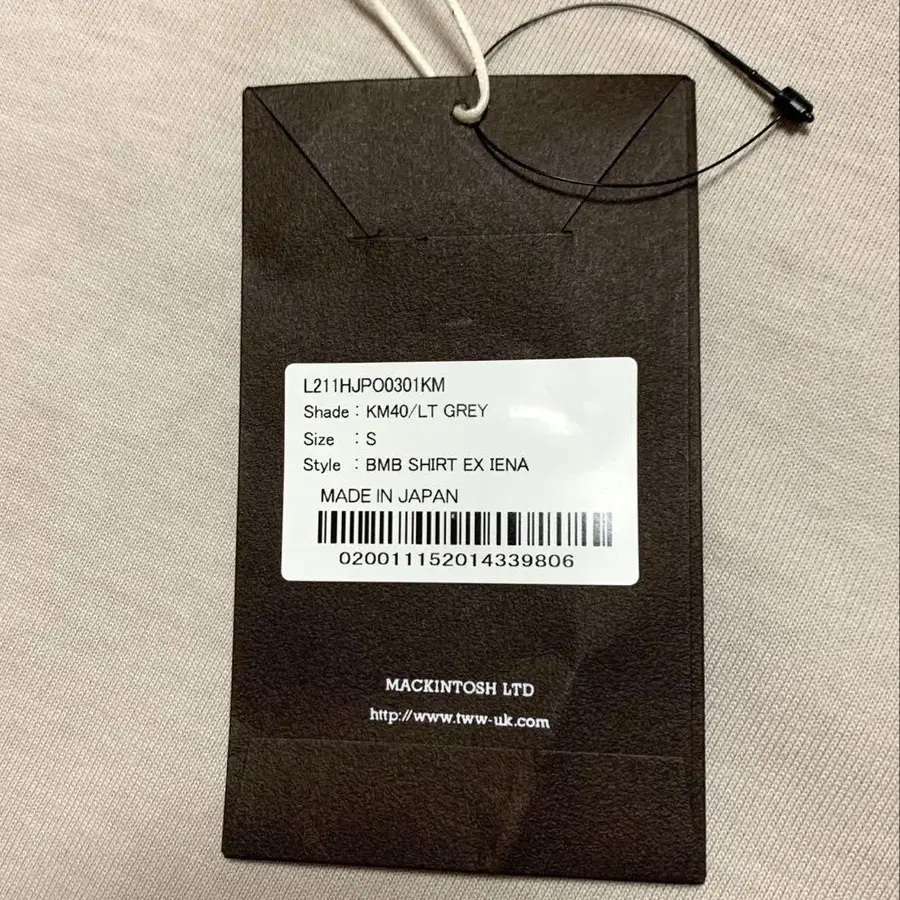 L211HJPO0301KM
Shade : KM40/LT GREY
Size : S
Style : BMB SHIRT EX IENA
MADE IN JAPAN
020011152014339806
MACKINTOSH LTD
http://www.tww-uk.com